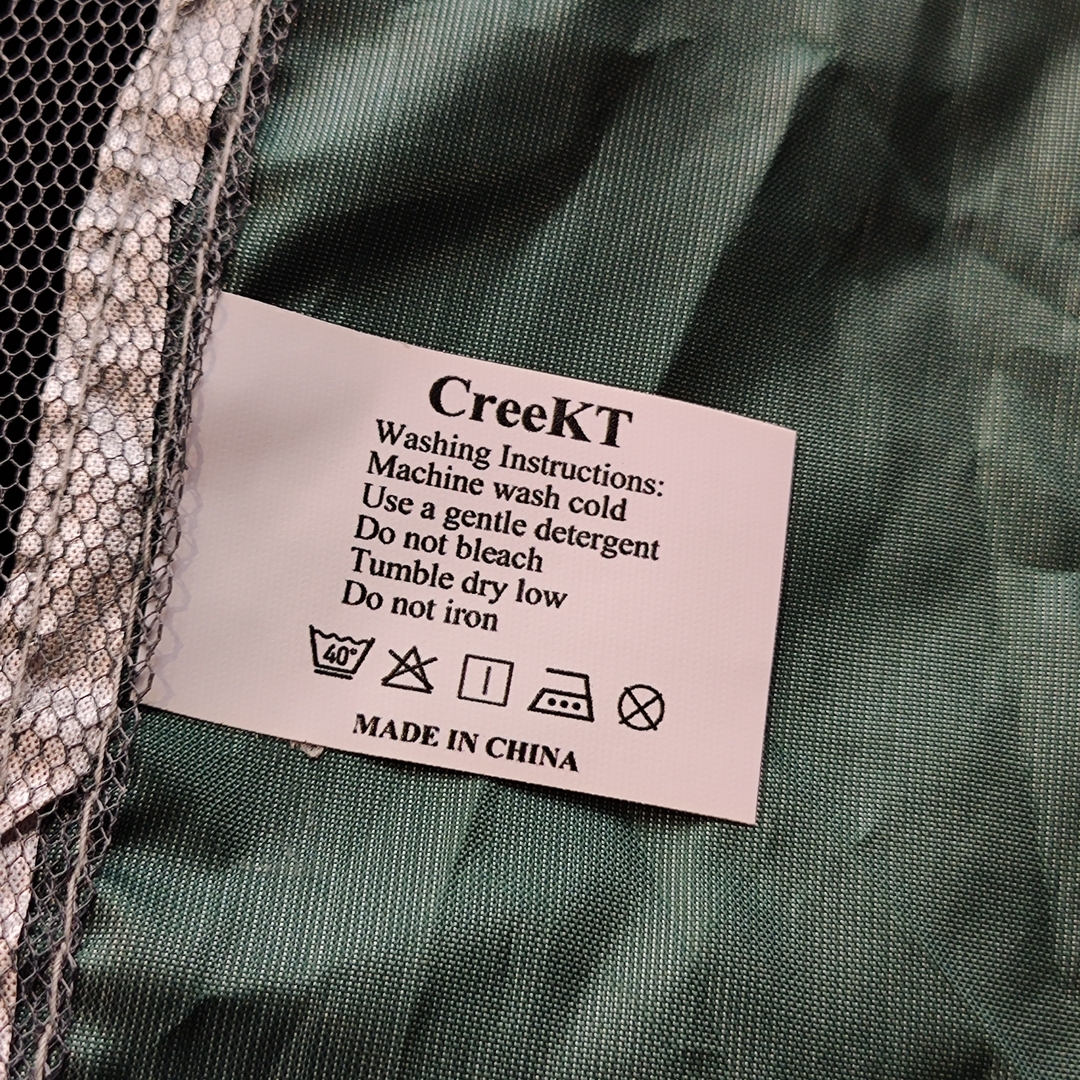 CreeKT
Washing Instructions:
Machine wash cold
Use a gentle detergent
Do not bleach
Tumble dry low
Do not iron
40°
MADE IN CHINA